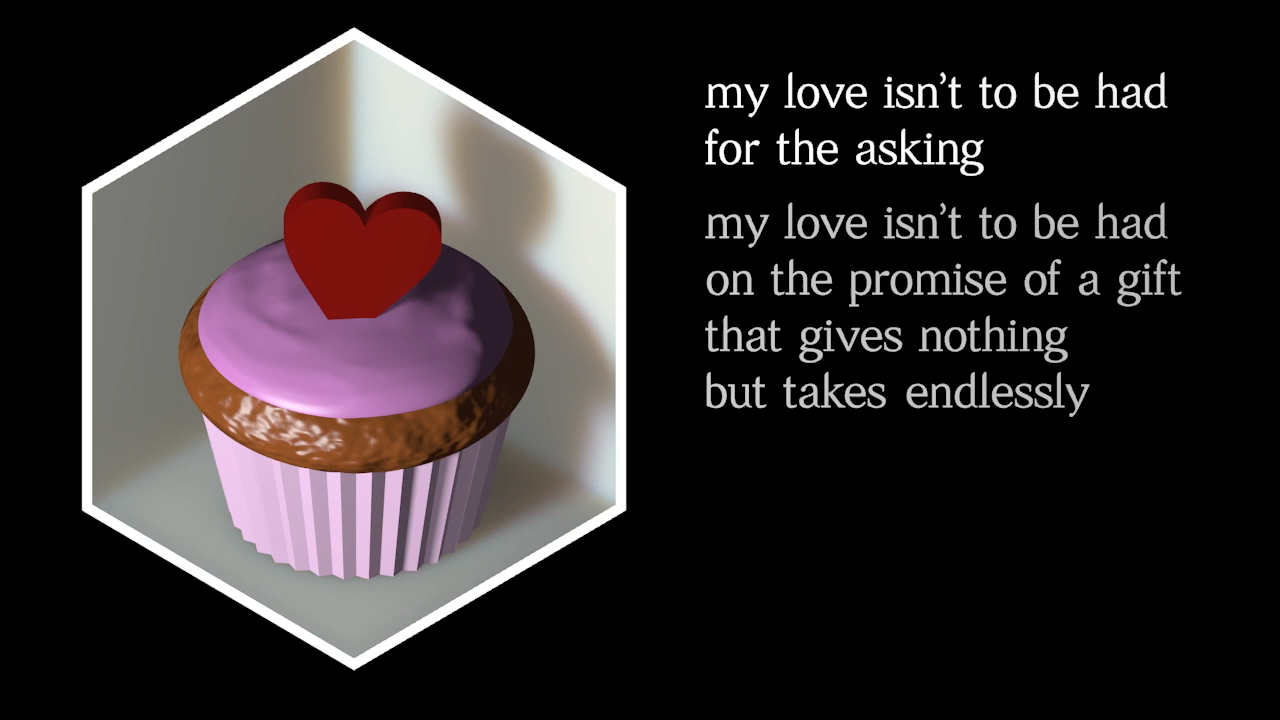 my love isn’t to be had
for the asking
my love isn’t to be had
on the promise of a gift
that gives nothing
but takes endlessly